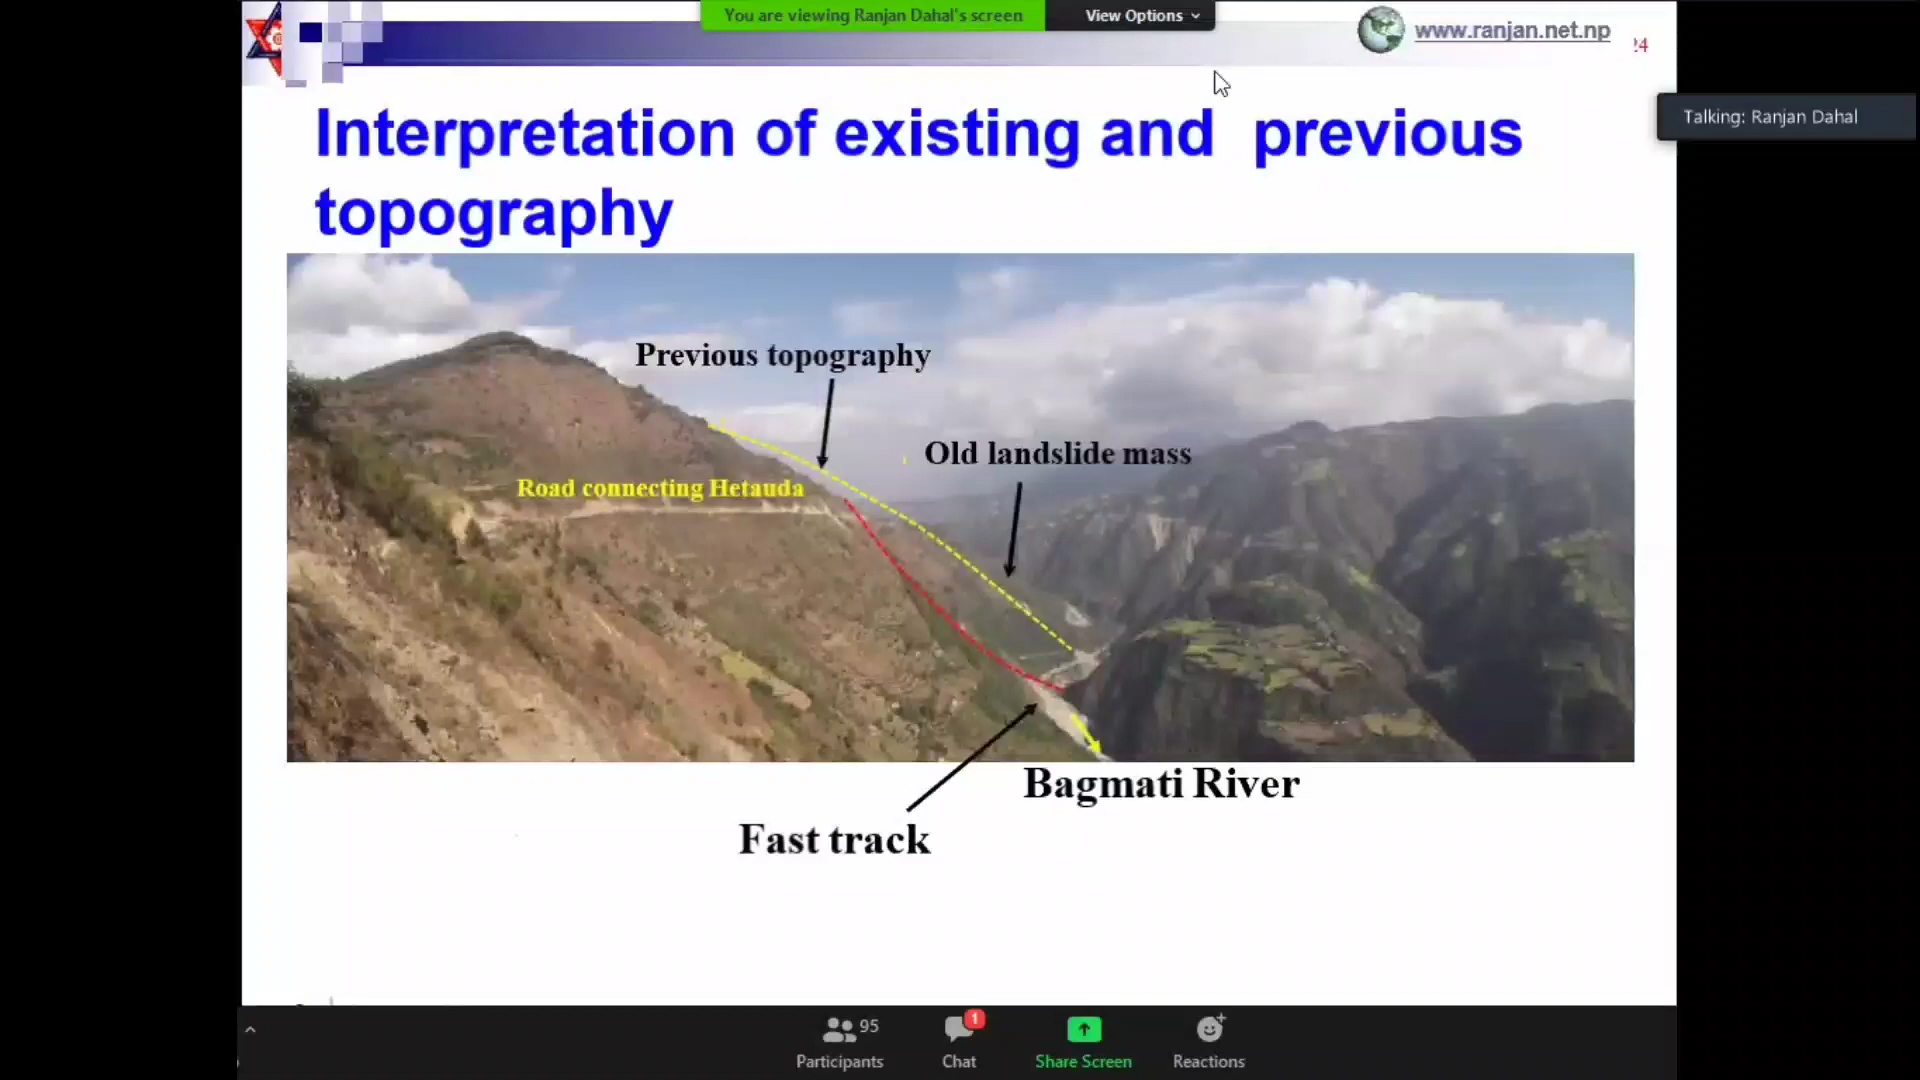 You are viewing Ranjan Dahal's screen
View Options
www.ranjan.net.np
24
Talking: Ranjan Dahal
Interpretation of existing and previous
topography
Previous topography
Old landslide mass
Road connecting Hetauda
Bagmati River
Fast track
95
1
Participants
Chat
Share Screen
Reactions